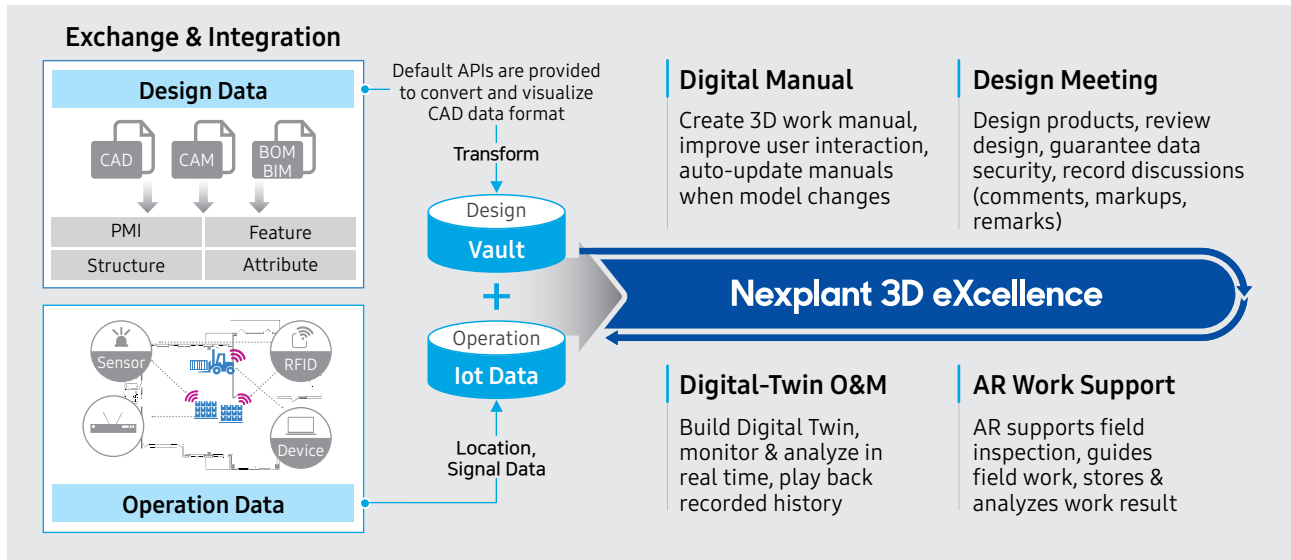 Exchange & Integration
Design Data
CAD
CAM
BOM
BIM
PMI
Feature
Structure
Attribute
Sensor
RFID
Device
Operation Data
Default APIs are provided
to convert and visualize
CAD data format
Transform
Design
Vault
+
Operation
Iot Data
Location,
Signal Data
Digital Manual
Create 3D work manual,
improve user interaction,
auto-update manuals
when model changes
Design Meeting
Design products, review
design, guarantee data
security, record discussions
(comments, markups,
remarks)
Nexplant 3D eXcellence
Digital-Twin O&M
Build Digital Twin,
monitor & analyze in
real time, play back
recorded history
AR Work Support
AR supports field
inspection, guides
field work, stores &
analyzes work result